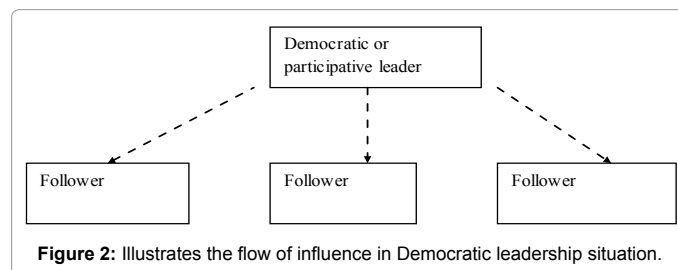 Democratic or
participative leader
Follower Follower Follower
Figure 2: Illustrates the flow of influence in Democratic leadership situation.